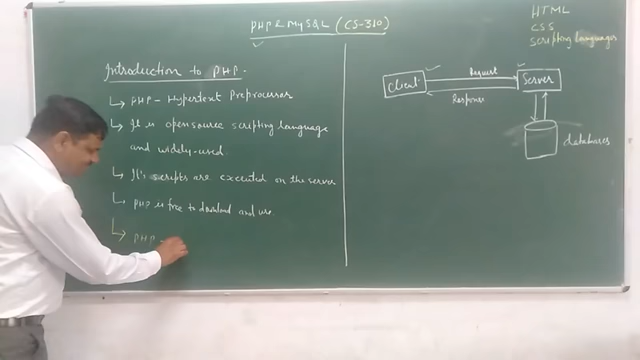 PHP & MySQL (CS-310)
HTML
CSS
Scripting languages
Introduction to PHP.
PHP - Hypertent Preprocessor
It is opensource scripting language
and widely-used
It's scripts are executed on the server
PHP is free to download and use
PHP
Client
Request
Response
Server
databases